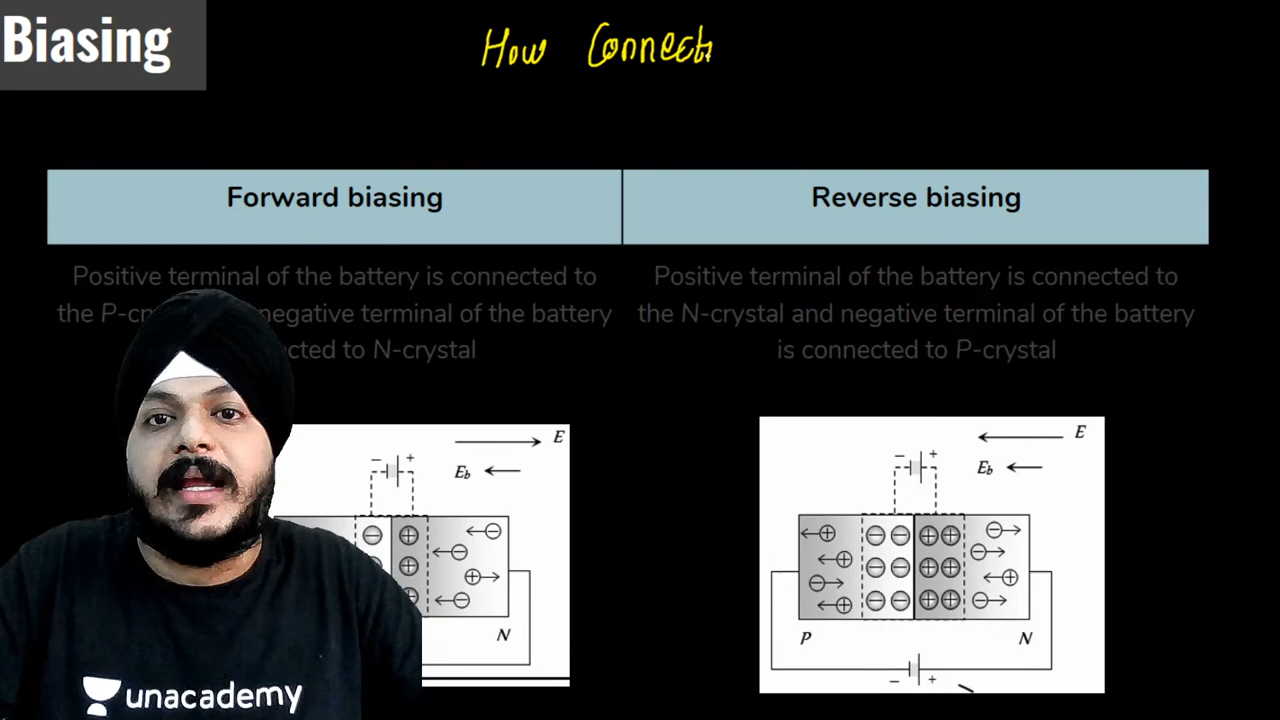 Biasing
How Connect
Forward biasing
Reverse biasing
Positive terminal of the battery is connected to
the P-cr negative terminal of the battery
ected to N-crystal
Positive terminal of the battery is connected to
the N-crystal and negative terminal of the battery
is connected to P-crystal
E
− +
Eb
N
E
− +
Eb
P
N
− +
unacademy